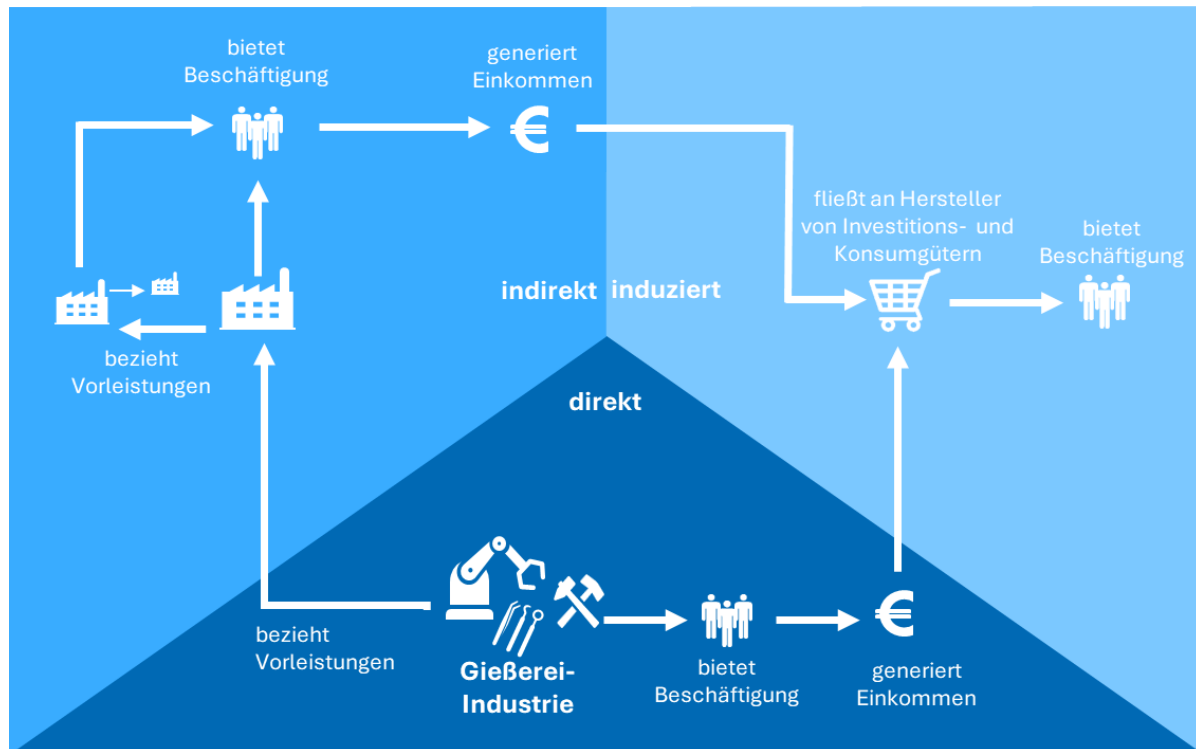 bietet
Beschäftigung
generiert
Einkommen
fließt an Hersteller
von Investitions- und
Konsumgütern
bietet
Beschäftigung
indirekt
induziert
bezieht
Vorleistungen
direkt
bezieht
Vorleistungen
Gießerei-
Industrie
bietet
Beschäftigung
generiert
Einkommen